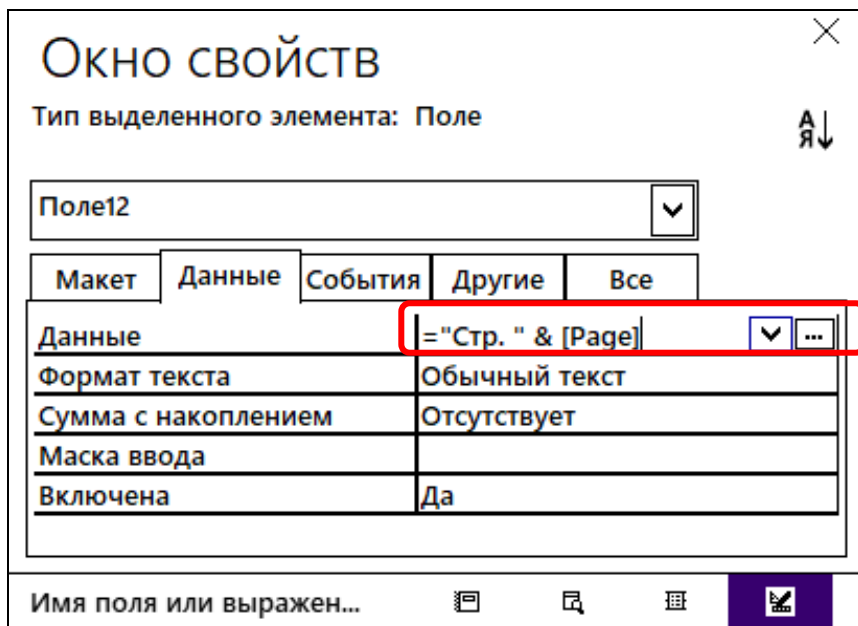 Окно свойств
Тип выделенного элемента: Поле
А
Я
Поле12
Макет Данные События Другие Все
Данные ="Стр. " & [Page]
Формат текста Обычный текст
Сумма с накоплением Отсутствует
Маска ввода
Включена Да
Имя поля или выражен...